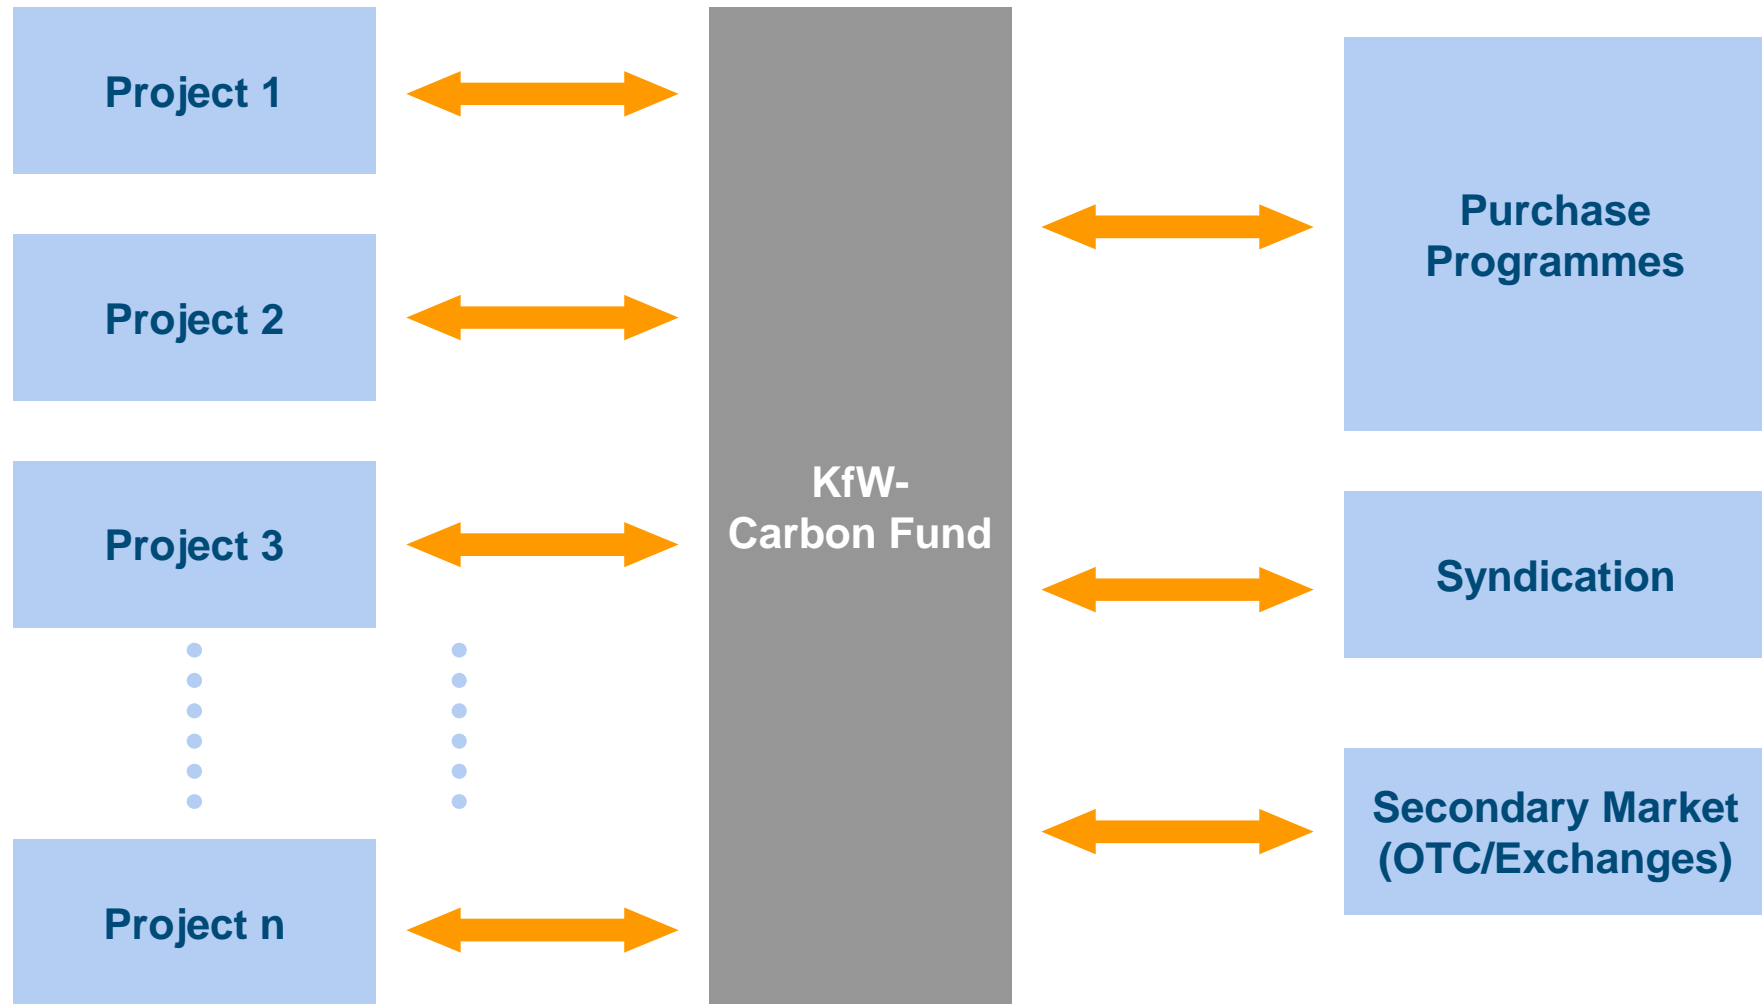 Project 1
Project 2
Project 3
Project n
KfW-
Carbon Fund
Purchase
Programmes
Syndication
Secondary Market
(OTC/Exchanges)